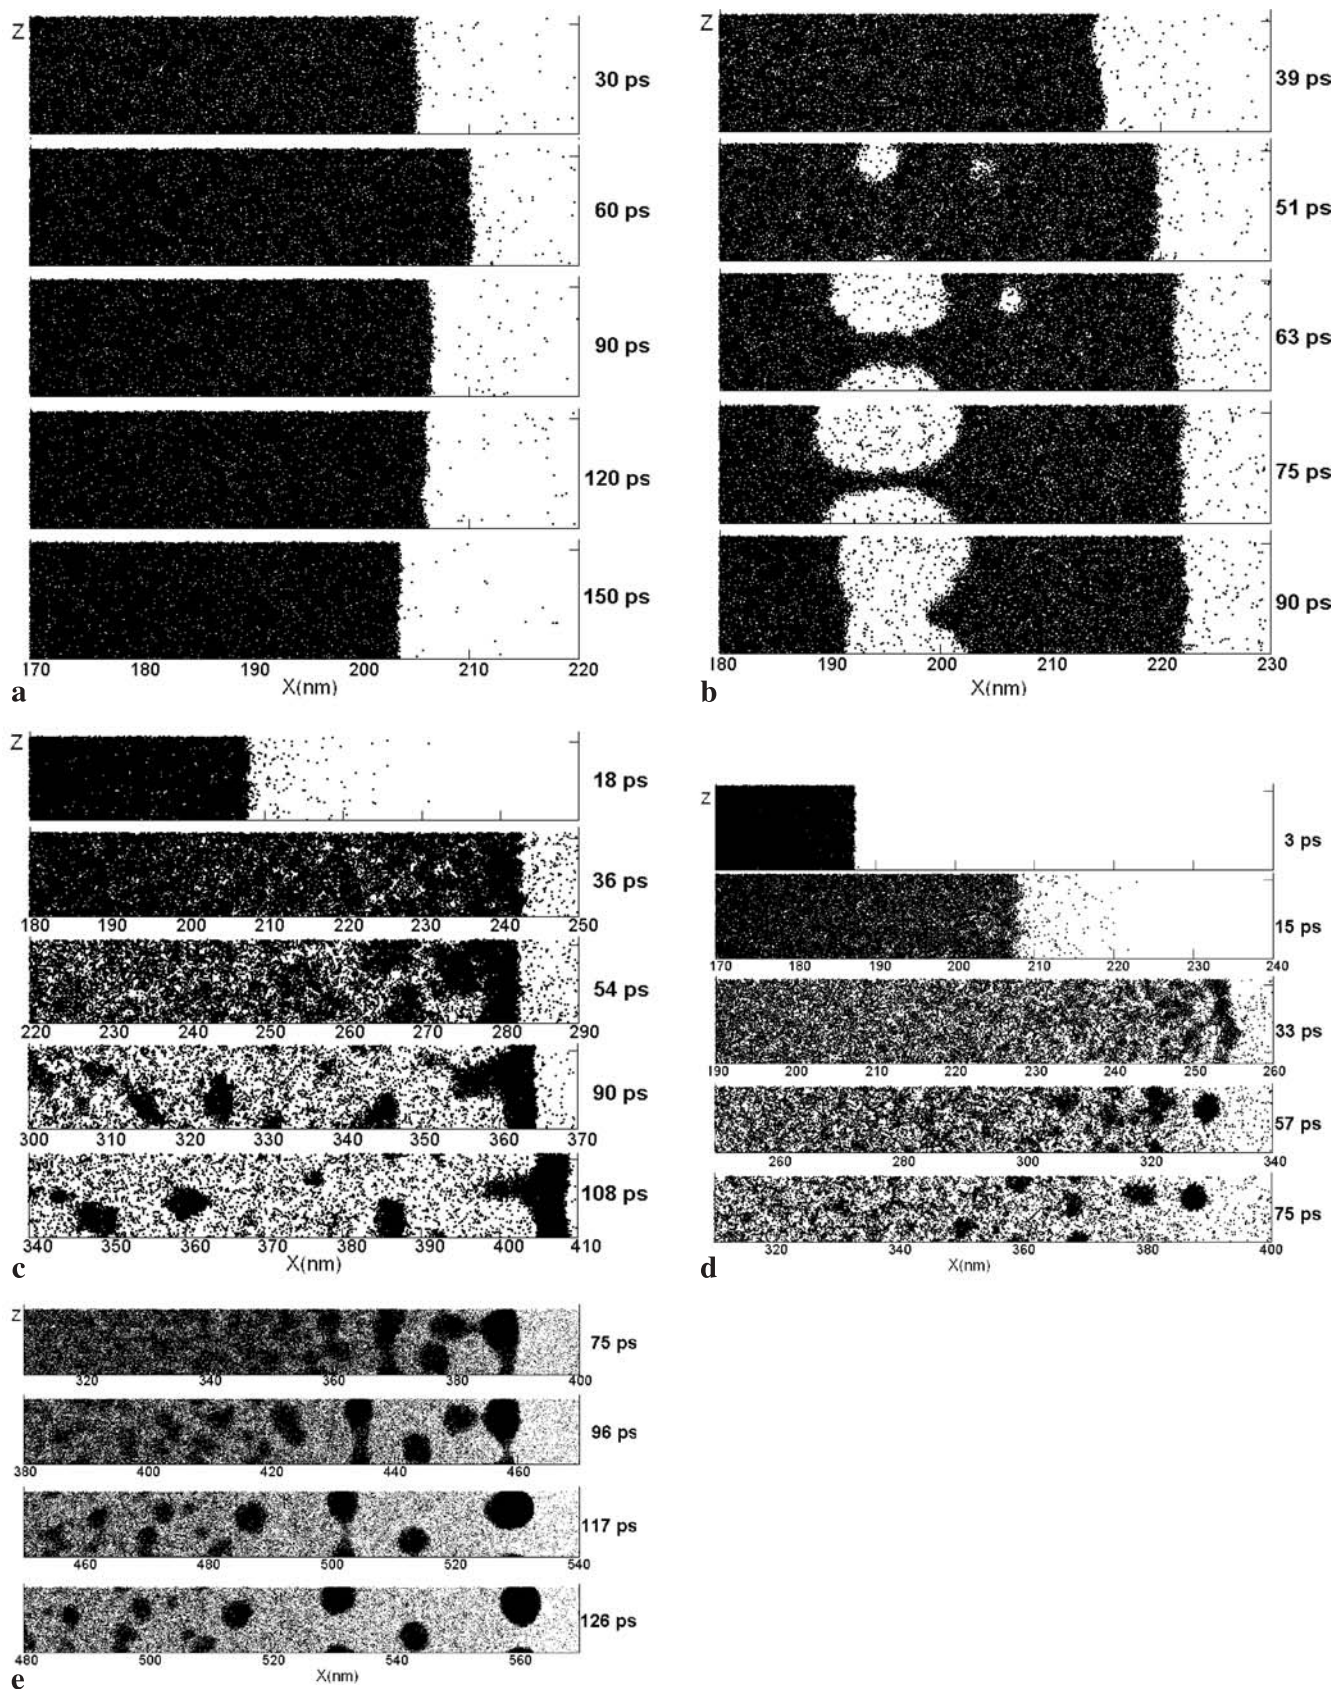 Z
30 ps
60 ps
90 ps
120 ps
150 ps
170 180 190 200 210 220
X(nm)
a
Z
39 ps
51 ps
63 ps
75 ps
90 ps
180 190 200 210 220 230
X(nm)
b
Z
18 ps
36 ps
180 190 200 210 220 230 240 250
54 ps
220 230 240 250 260 270 280 290
90 ps
300 310 320 330 340 350 360 370
108 ps
340 350 360 370 380 390 400 410
X(nm)
c
Z
3 ps
15 ps
170 180 190 200 210 220 230 240
33 ps
190 200 210 220 230 240 250 260
57 ps
260 280 300 320 340
75 ps
320 340 360 380 400
X(nm)
d
Z
75 ps
320 340 360 380 400
96 ps
380 400 420 440 460
117 ps
460 480 500 520 540
126 ps
480 500 520 540 560
X(nm)
e